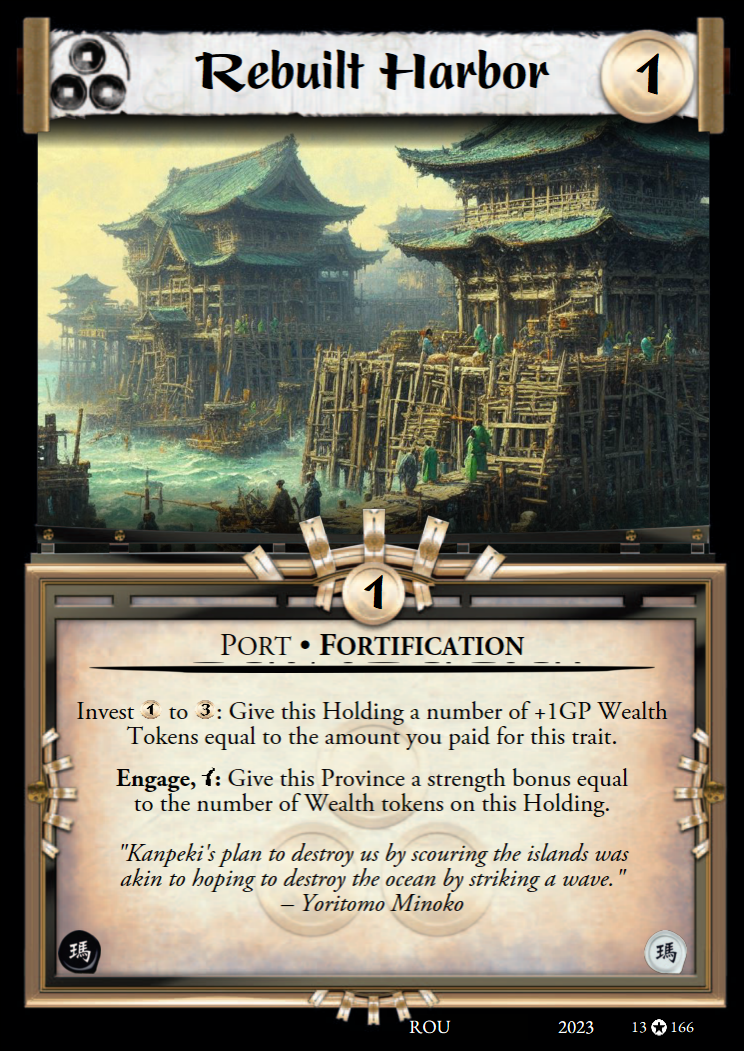 Rebuilt Harbor
1
1
PORT • FORTIFICATION
Invest 1 to 3: Give this Holding a number of +1GP Wealth
Tokens equal to the amount you paid for this trait.
Engage, : Give this Province a strength bonus equal
to the number of Wealth tokens on this Holding.
"Kanpeki's plan to destroy us by scouring the islands was
akin to hoping to destroy the ocean by striking a wave."
– Yoritomo Minoko
瑪
瑪
ROU 2023 13 ✪ 166